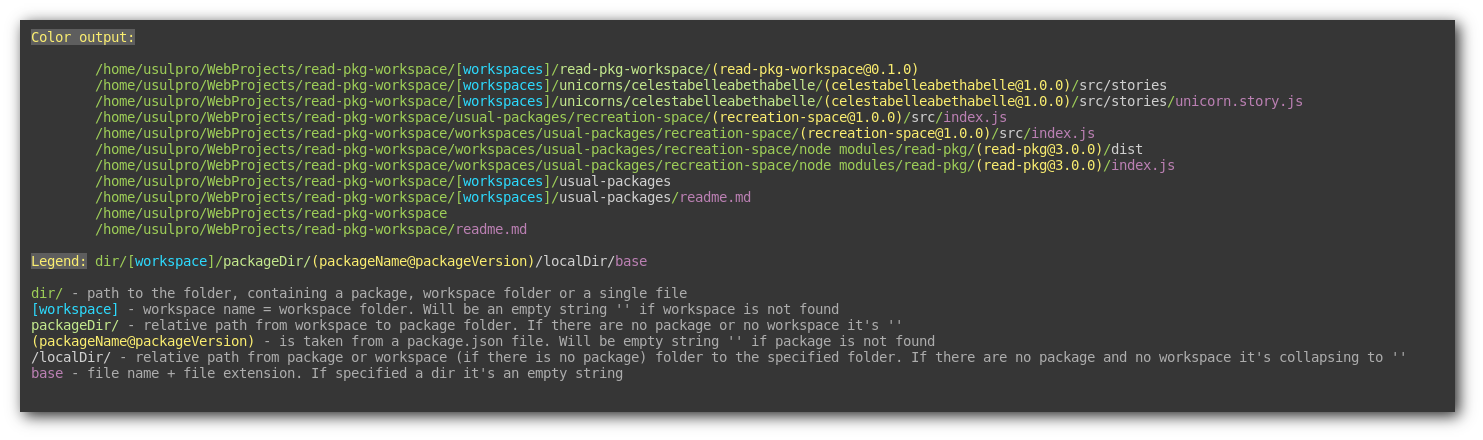 Color output:
/home/usulpro/WebProjects/read-pkg-workspace/[workspaces]/read-pkg-workspace/(read-pkg-workspace@0.1.0)
/home/usulpro/WebProjects/read-pkg-workspace/[workspaces]/unicorns/celestabelleabethabelle/(celestabelleabethabelle@1.0.0)/src/stories
/home/usulpro/WebProjects/read-pkg-workspace/[workspaces]/unicorns/celestabelleabethabelle/(celestabelleabethabelle@1.0.0)/src/stories/unicorn.story.js
/home/usulpro/WebProjects/read-pkg-workspace/usual-packages/recreation-space/(recreation-space@1.0.0)/src/index.js
/home/usulpro/WebProjects/read-pkg-workspace/workspaces/usual-packages/recreation-space/(recreation-space@1.0.0)/src/index.js
/home/usulpro/WebProjects/read-pkg-workspace/workspaces/usual-packages/recreation-space/node modules/read-pkg/(read-pkg@3.0.0)/dist
/home/usulpro/WebProjects/read-pkg-workspace/workspaces/usual-packages/recreation-space/node modules/read-pkg/(read-pkg@3.0.0)/index.js
/home/usulpro/WebProjects/read-pkg-workspace/[workspaces]/usual-packages
/home/usulpro/WebProjects/read-pkg-workspace/[workspaces]/usual-packages/readme.md
/home/usulpro/WebProjects/read-pkg-workspace
/home/usulpro/WebProjects/read-pkg-workspace/readme.md
Legend: dir/[workspace]/packageDir/(packageName@packageVersion)/localDir/base
dir/ - path to the folder, containing a package, workspace folder or a single file
[workspace] - workspace name = workspace folder. Will be an empty string '' if workspace is not found
packageDir/ - relative path from workspace to package folder. If there are no package or no workspace it's ''
(packageName@packageVersion) - is taken from a package.json file. Will be empty string '' if package is not found
/localDir/ - relative path from package or workspace (if there is no package) folder to the specified folder. If there are no package and no workspace it's collapsing to ''
base - file name + file extension. If specified a dir it's an empty string